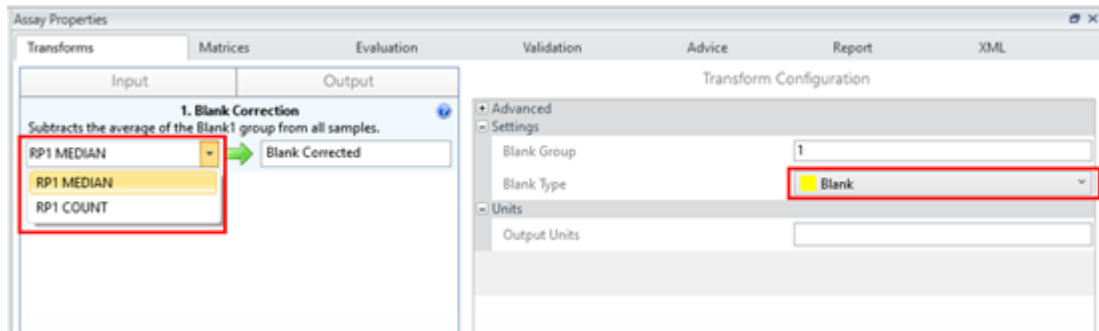 Assay Properties
Transforms Matrices Evaluation Validation Advice Report XML
Input Output
Transform Configuration
1. Blank Correction
Subtracts the average of the Blank1 group from all samples.
RP1 MEDIAN
Blank Corrected
RP1 MEDIAN
RP1 COUNT
Advanced
Settings
Blank Group 1
Blank Type Blank
Units
Output Units